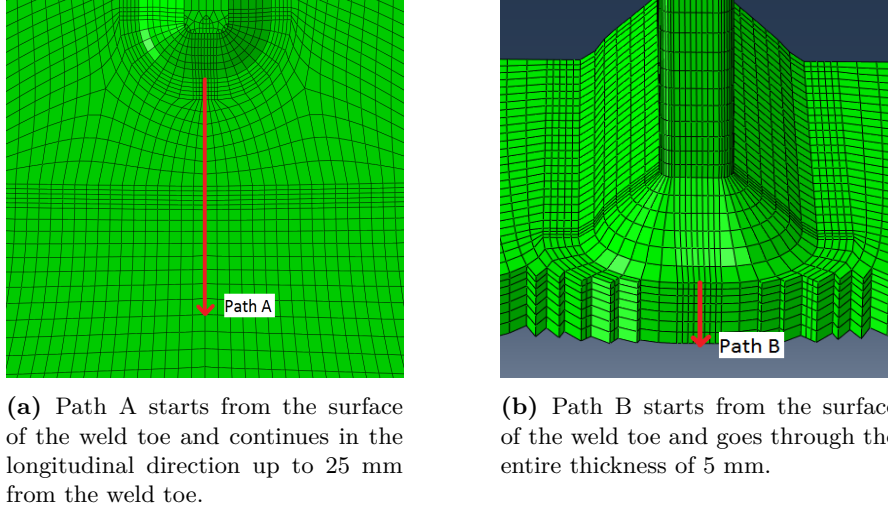 Path A
Path B
(a) Path A starts from the surface
of the weld toe and continues in the
longitudinal direction up to 25 mm
from the weld toe.
(b) Path B starts from the surface
of the weld toe and goes through the
entire thickness of 5 mm.